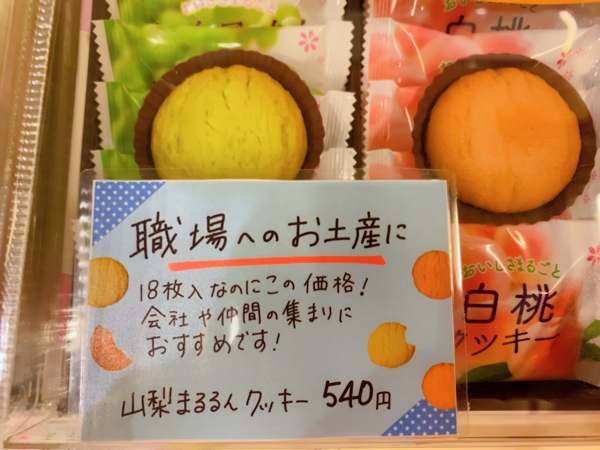 白桃
職場へのお土産に
18枚入なのにこの価格!
会社や仲間の集まりに
おすすめです!
山梨まるるんクッキー 540円
おいしさまるごと
白桃
クッキー